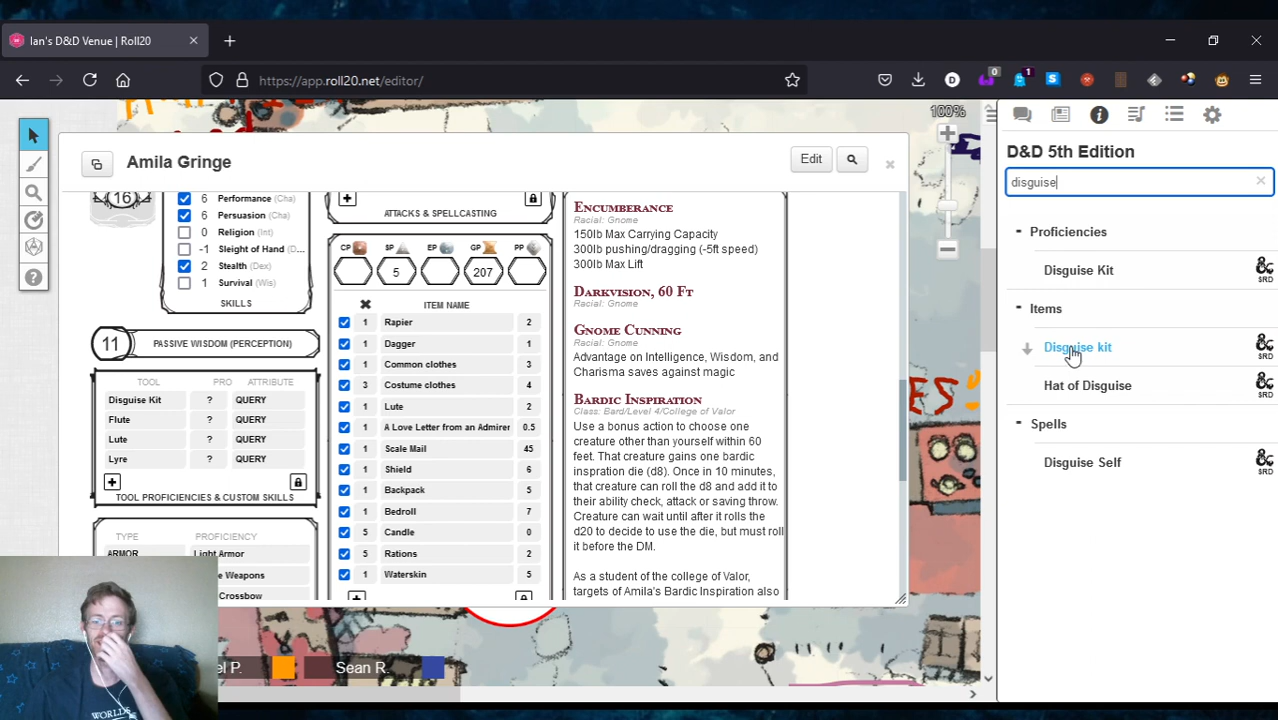 Ian's D&D Venue | Roll20
https://app.roll20.net/editor/
0
1
100%
Amila Gringe
Edit
16
6 Performance (Cha)
6 Persuasion (Cha)
0 Religion (Int)
-1 Sleight of Hand (D...
2 Stealth (Dex)
1 Survival (Wis)
SKILLS
11 PASSIVE WISDOM (PERCEPTION)
TOOL PRO ATTRIBUTE
Disguise Kit ? QUERY
Flute ? QUERY
Lute ? QUERY
Lyre ? QUERY
TOOL PROFICIENCIES & CUSTOM SKILLS
TYPE PROFICIENCY
ARMOR Light Armor
Weapons
Crossbow
ATTACKS & SPELLCASTING
CP SP EP GP PP
5 207
ITEM NAME
1 Rapier 2
1 Dagger 1
1 Common clothes 3
3 Costume clothes 4
1 Lute 2
1 A Love Letter from an Admirer 0.5
1 Scale Mail 45
1 Shield 6
1 Backpack 5
1 Bedroll 7
5 Candle 0
5 Rations 2
1 Waterskin 5
ENCUMBERANCE
Racial: Gnome
150lb Max Carrying Capacity
300lb pushing/dragging (-5ft speed)
300lb Max Lift
DARKVISION, 60 FT
Racial: Gnome
GNOME CUNNING
Racial: Gnome
Advantage on Intelligence, Wisdom, and
Charisma saves against magic
BARDIC INSPIRATION
Class: Bard/Level 4/College of Valor
Use a bonus action to choose one
creature other than yourself within 60
feet. That creature gains one bardic
inspration die (d8). Once in 10 minutes,
that creature can roll the d8 and add it to
their ability check, attack or saving throw.
Creature can wait until after it rolls the
d20 to decide to use the die, but must roll
it before the DM.
As a student of the college of Valor,
targets of Amila's Bardic Inspiration also
D&D 5th Edition
disguise
Proficiencies
Disguise Kit
SRD
Items
Disguise kit
SRD
Hat of Disguise
SRD
Spells
Disguise Self
SRD
el P.
Sean R.
WORLDS